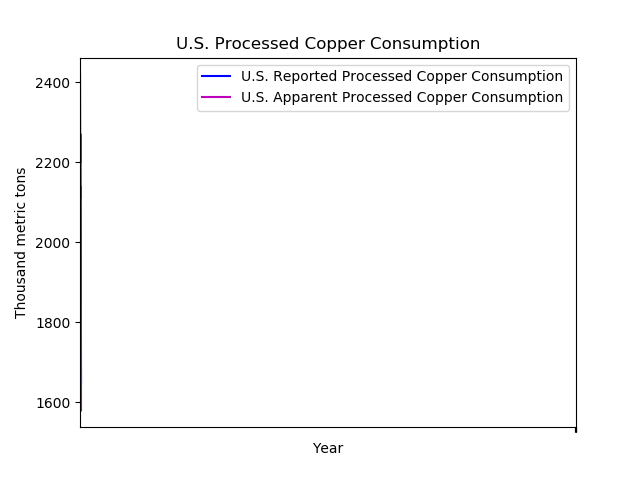 U.S. Processed Copper Consumption
U.S. Reported Processed Copper Consumption
U.S. Apparent Processed Copper Consumption
2400
2200
2000
1800
1600
Thousand metric tons
Year